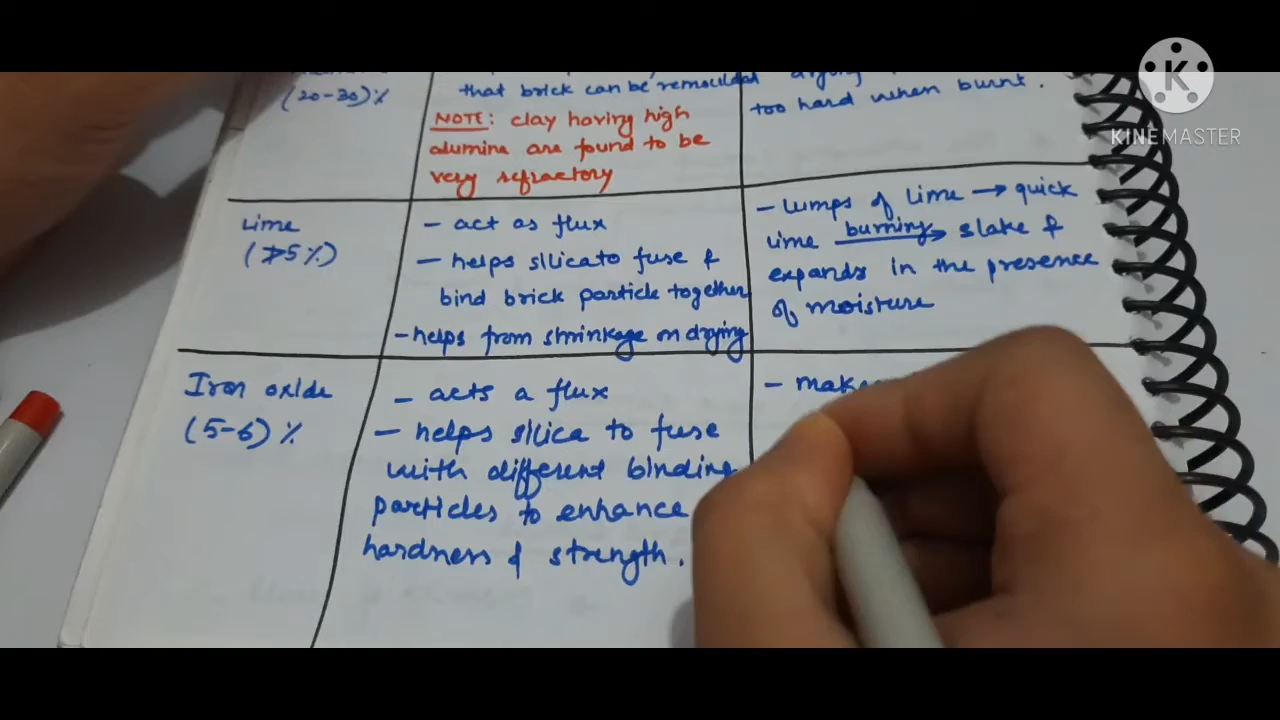 (20-30)%
that brick can be remoulded
NOTE: clay having high
alumina are found to be
very refractory
drying
too hard when burnt.
KINEMASTER
Lime
(≯5%)
- act as flux
- helps silica to fuse &
bind brick particle together
- helps from shrinkage on drying
- lumps of lime → quick
lime burning→ slake &
expands in the presence
of moisture
Iron oxide
(5-6)%
- acts a flux
- helps silica to fuse
with different binding
particles to enhance
hardness & strength.
- make